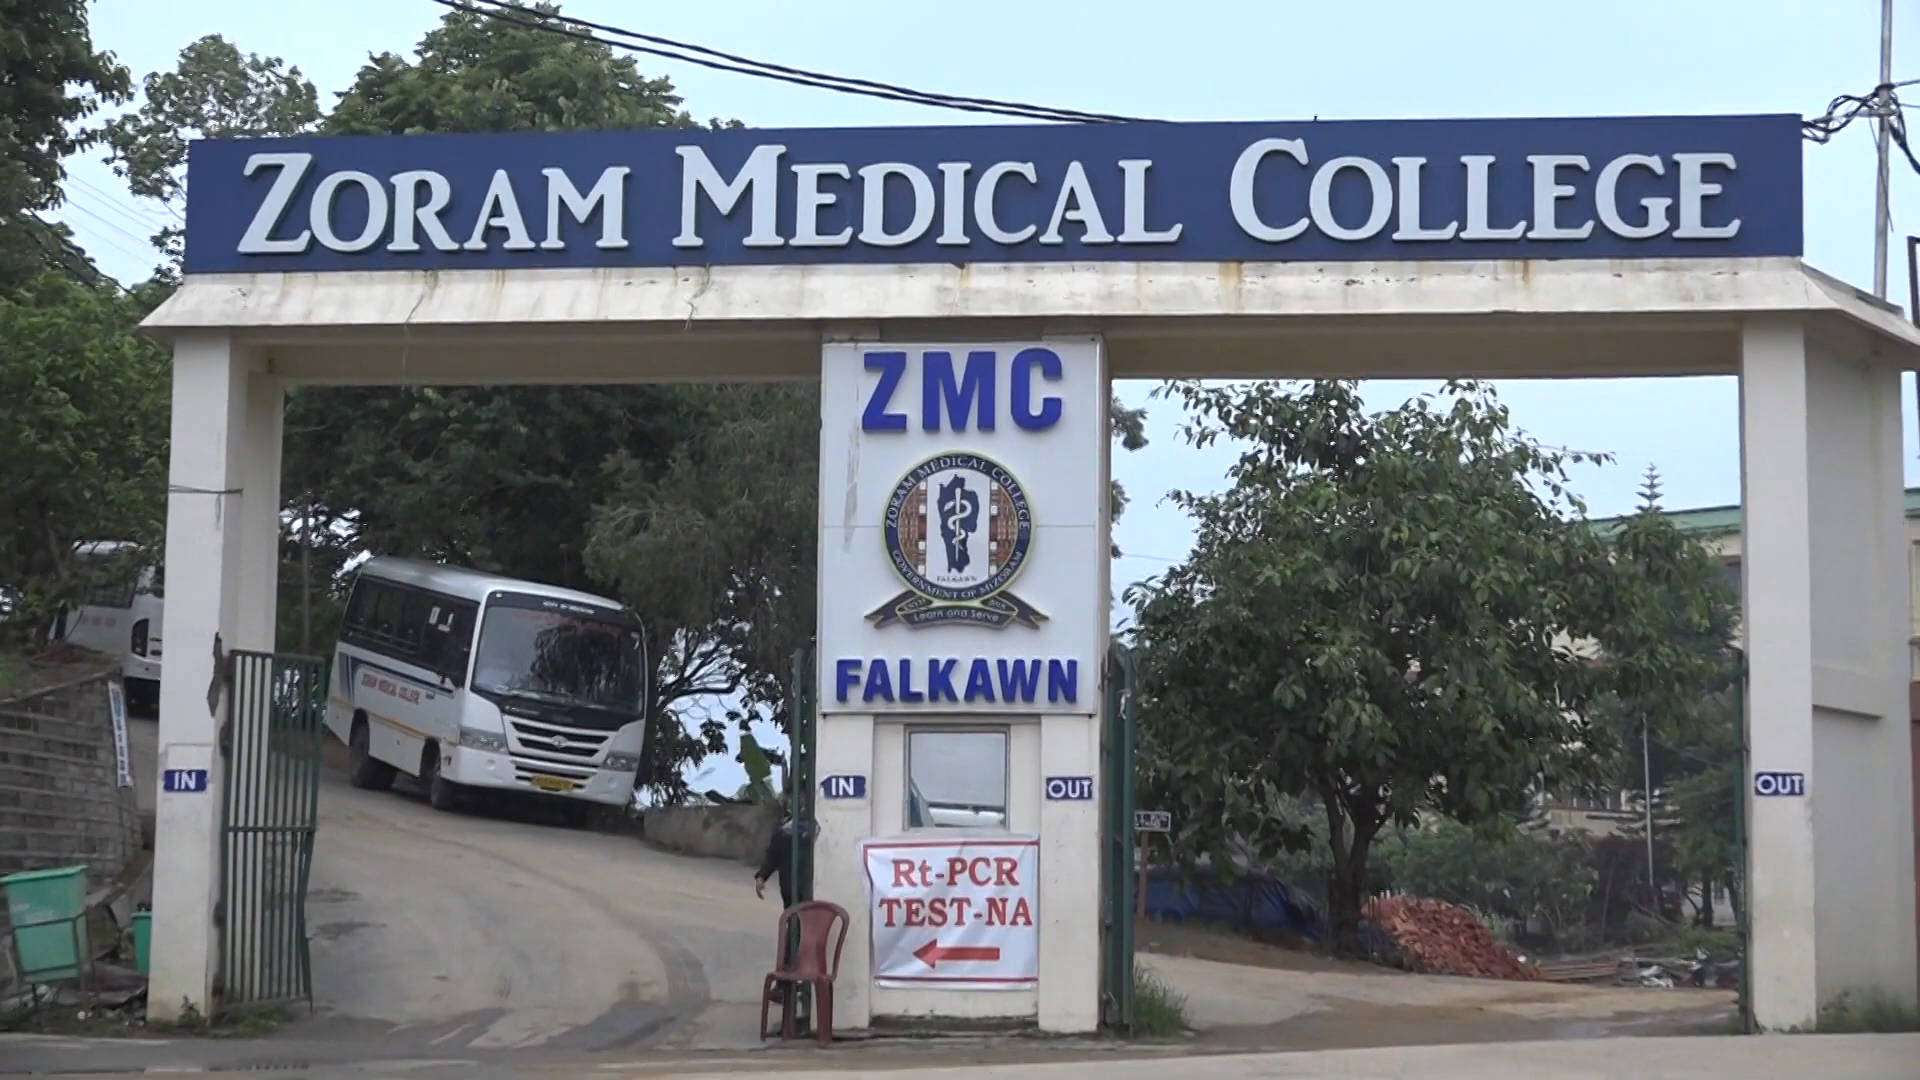 ZORAM MEDICAL COLLEGE
ZMC
ZORAM MEDICAL COLLEGE
FALKAWN
GOVERNMENT OF MIZORAM
Learn and Serve
FALKAWN
ZORAM MEDICAL COLLEGE
IN
IN
OUT
OUT
Rt-PCR
TEST-NA